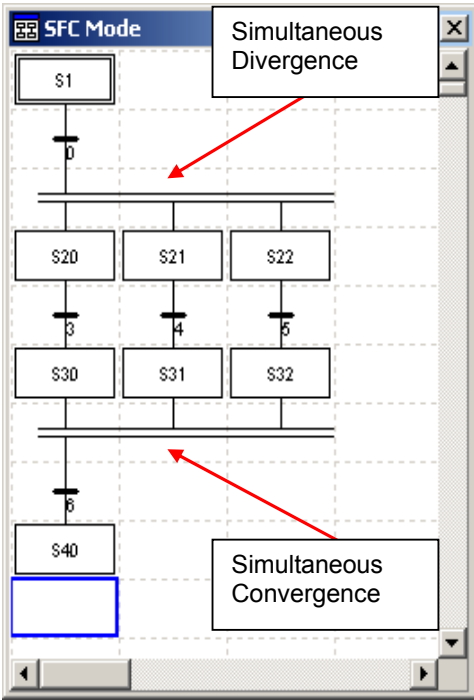 SFC Mode
Simultaneous
Divergence
S1
0
S20 S21 S22
3 4 5
S30 S31 S32
6
S40
Simultaneous
Convergence